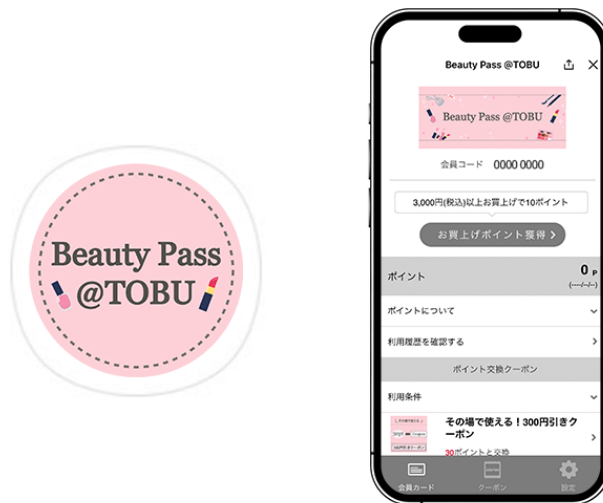 Beauty Pass
@TOBU
Beauty Pass @TOBU
Beauty Pass @TOBU
会員コード 0000 0000
3,000円(税込)以上お買上げで10ポイント
お買上げポイント獲得
ポイント 0 P
(----/--/--)
ポイントについて
利用履歴を確認する
ポイント交換クーポン
利用条件
その場で使える!300円引きク
ーポン
30ポイントと交換
会員カード クーポン 設定